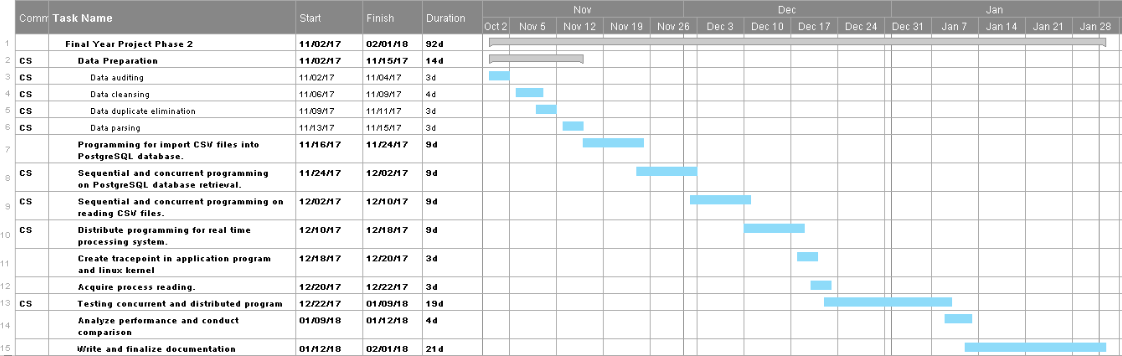 Nov Dec Jan
Comm Task Name Start Finish Duration
Oct 2 Nov 5 Nov 12 Nov 19 Nov 26 Dec 3 Dec 10 Dec 17 Dec 24 Dec 31 Jan 7 Jan 14 Jan 21 Jan 28
1 Final Year Project Phase 2 11/02/17 02/01/18 92d
2 CS Data Preparation 11/02/17 11/15/17 14d
3 CS Data auditing 11/02/17 11/04/17 3d
4 CS Data cleansing 11/06/17 11/09/17 4d
5 CS Data duplicate elimination 11/09/17 11/11/17 3d
6 CS Data parsing 11/13/17 11/15/17 3d
7 Programming for import CSV files into 11/16/17 11/24/17 9d
PostgreSQL database.
8 CS Sequential and concurrent programming 11/24/17 12/02/17 9d
on PostgreSQL database retrieval.
9 CS Sequential and concurrent programming on 12/02/17 12/10/17 9d
reading CSV files.
10 CS Distribute programming for real time 12/10/17 12/18/17 9d
processing system.
11 Create tracepoint in application program 12/18/17 12/20/17 3d
and linux kernel
12 Acquire process reading. 12/20/17 12/22/17 3d
13 CS Testing concurrent and distributed program 12/22/17 01/09/18 19d
14 Analyze performance and conduct 01/09/18 01/12/18 4d
comparison
15 Write and finalize documentation 01/12/18 02/01/18 21d